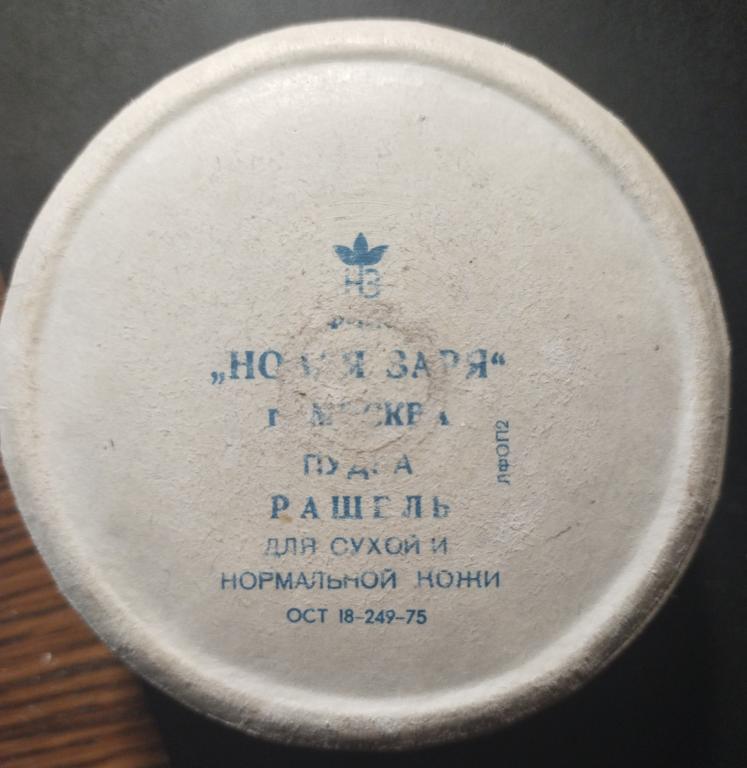 НЗ
„НОВАЯ ЗАРЯ“
г. МОСКВА
ПУДРА
РАШЕЛЬ
ДЛЯ СУХОЙ И
НОРМАЛЬНОЙ КОЖИ
ОСТ 18-249-75
ЛФОП2